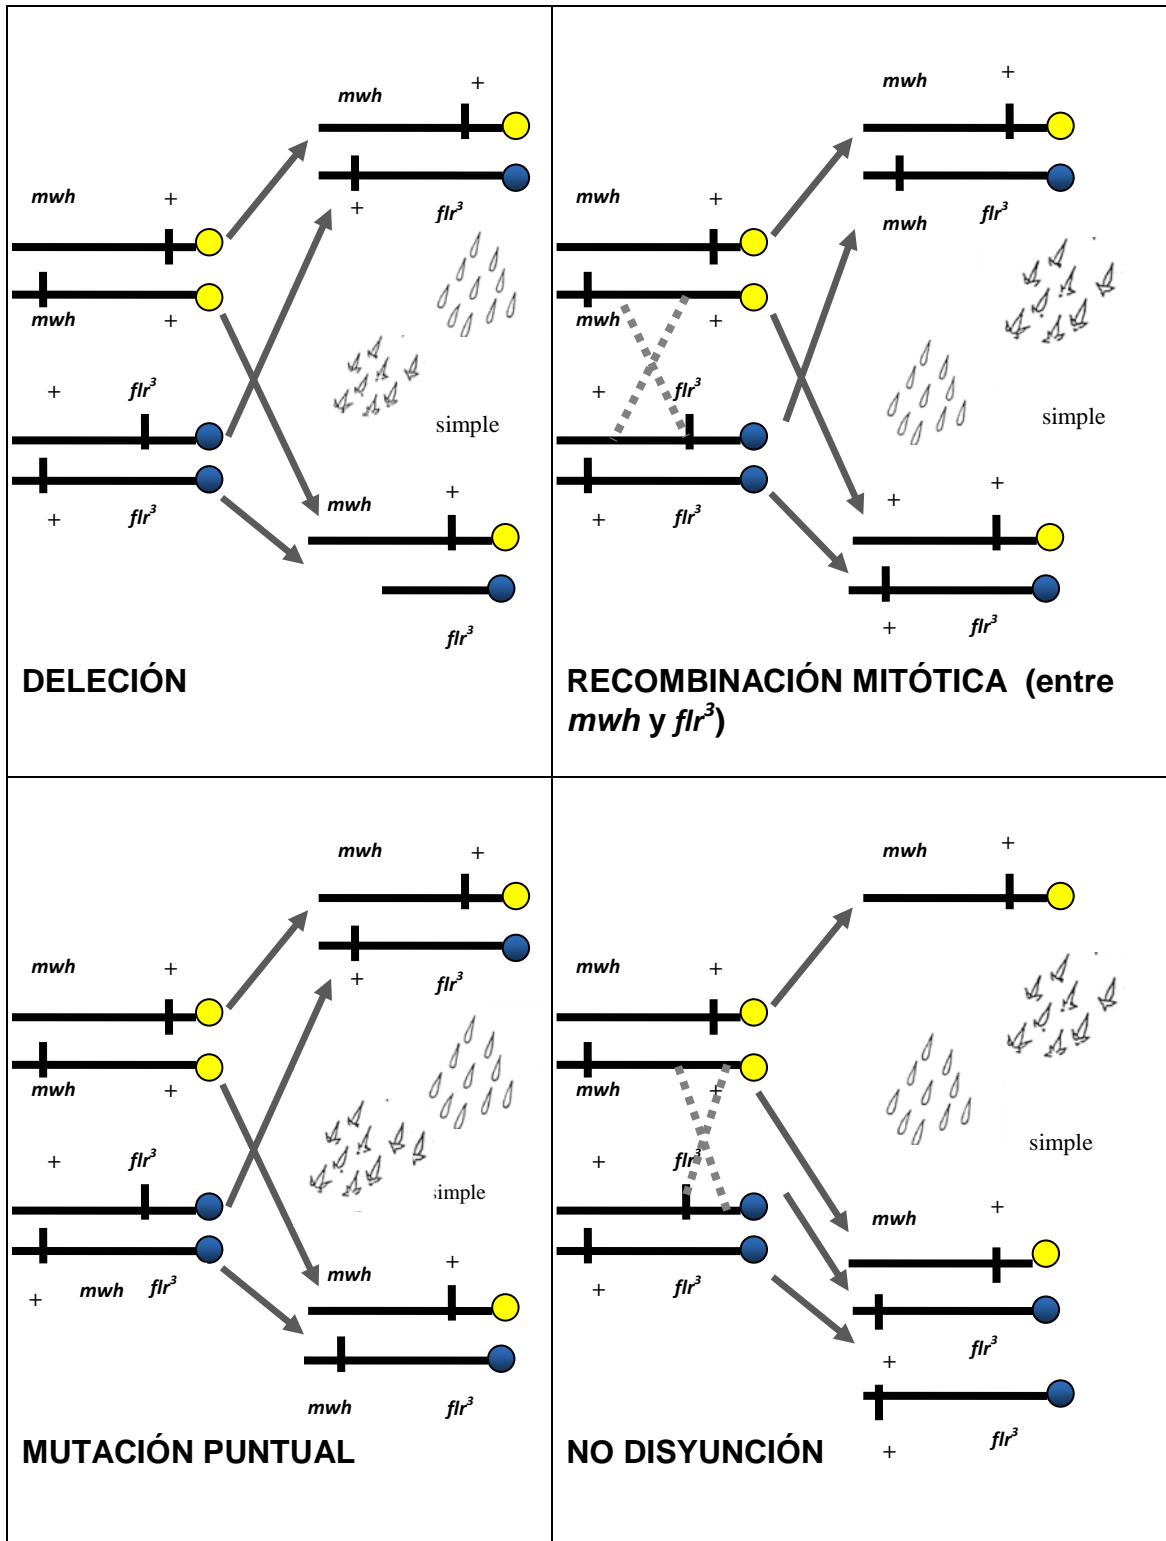 mwh +
+ flr³
mwh +
mwh +
+ flr³
+ flr³
simple
mwh +
flr³
DELECIÓN
mwh +
mwh flr³
mwh +
mwh +
+ flr³
+ flr³
simple
+ +
+ flr³
RECOMBINACIÓN MITÓTICA (entre
mwh y flr³)
mwh +
+ flr³
mwh +
mwh +
+ flr³
+ mwh flr³
simple
mwh +
mwh flr³
MUTACIÓN PUNTUAL
mwh +
mwh +
mwh +
+ flr³
+ flr³
simple
mwh +
flr³
+
+ flr³
NO DISYUNCIÓN